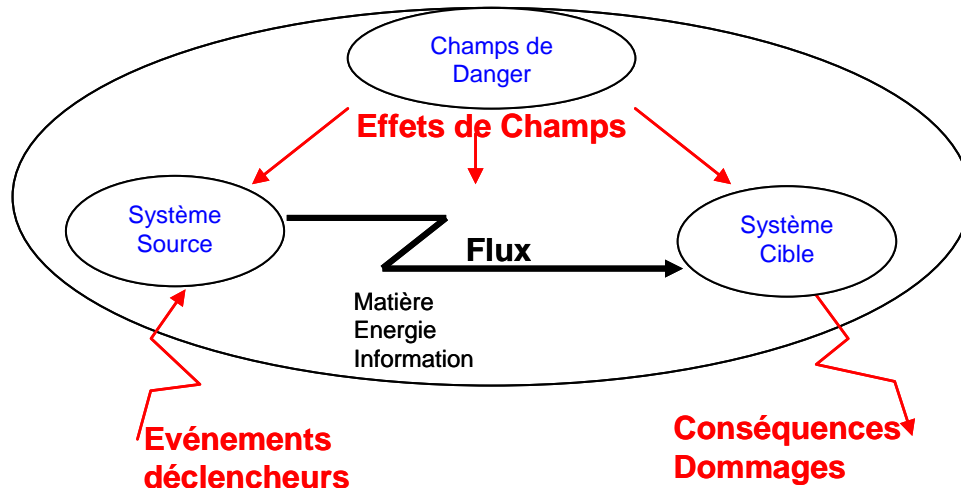 Champs de
Danger
Effets de Champs
Système
Source
Système
Cible
Flux
Matière
Energie
Information
Evénements
déclencheurs
Conséquences
Dommages